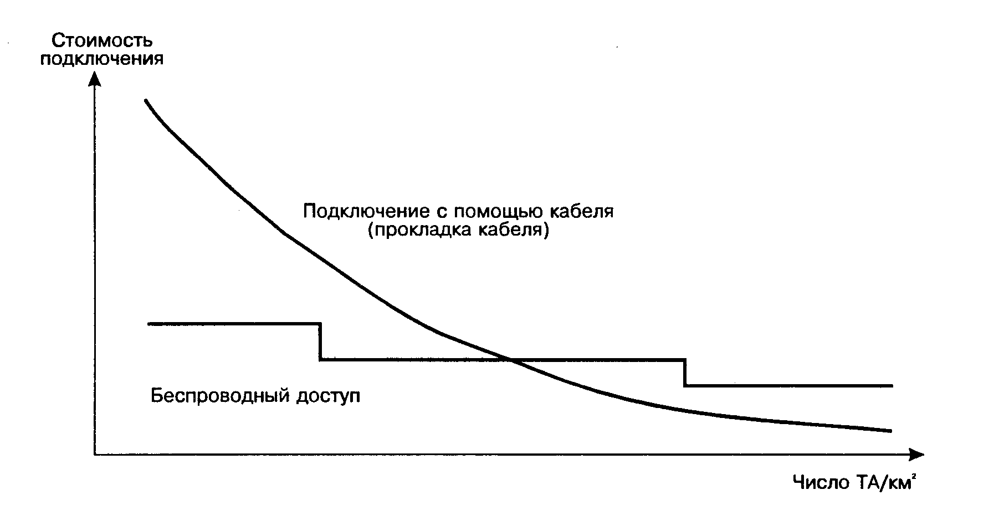 Стоимость
подключения
Подключение с помощью кабеля
(прокладка кабеля)
Беспроводный доступ
Число ТА/км²